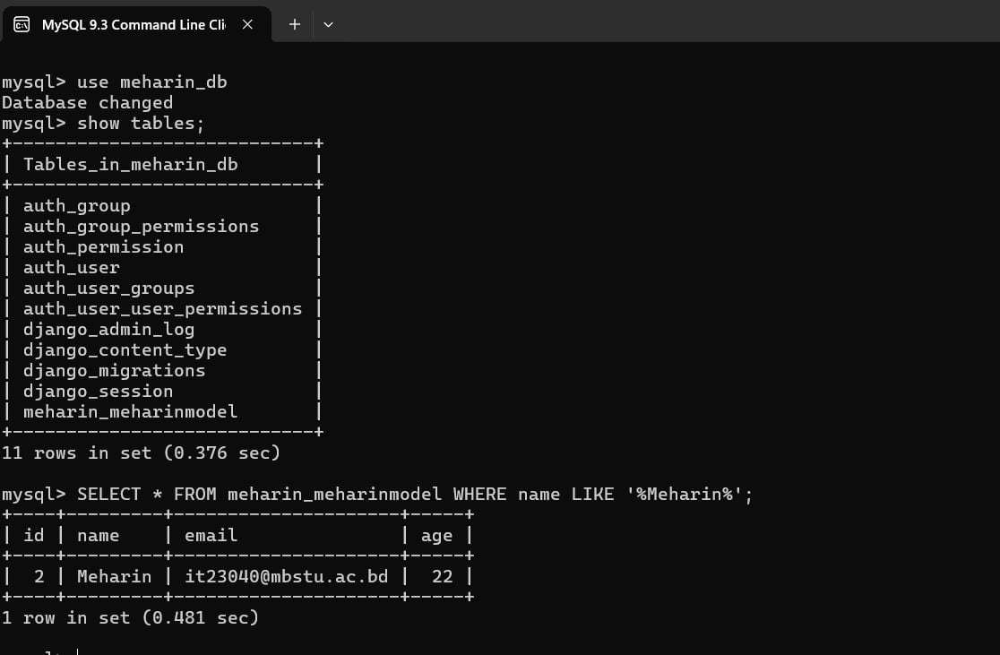 MySQL 9.3 Command Line Cli
mysql> use meharin_db
Database changed
mysql> show tables;
+----------------------------+
| Tables_in_meharin_db       |
+----------------------------+
| auth_group                 |
| auth_group_permissions     |
| auth_permission            |
| auth_user                  |
| auth_user_groups           |
| auth_user_user_permissions |
| django_admin_log           |
| django_content_type        |
| django_migrations          |
| django_session             |
| meharin_meharinmodel       |
+----------------------------+
11 rows in set (0.376 sec)
mysql> SELECT * FROM meharin_meharinmodel WHERE name LIKE '%Meharin%';
+----+---------+---------------------+-----+
| id | name    | email               | age |
+----+---------+---------------------+-----+
|  2 | Meharin | it23040@mbstu.ac.bd |  22 |
+----+---------+---------------------+-----+
1 row in set (0.481 sec)